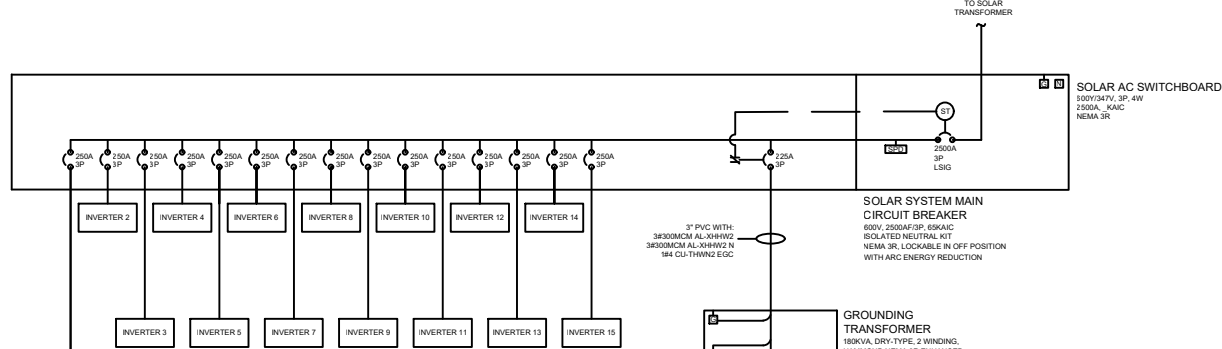 TO SOLAR
TRANSFORMER
SOLAR AC SWITCHBOARD
600Y/347V, 3P, 4W
2500A, _KAIC
NEMA 3R
G
N
ST
SPD
2500A
3P
LSIG
250A
3P
250A
3P
250A
3P
250A
3P
250A
3P
250A
3P
250A
3P
250A
3P
250A
3P
250A
3P
250A
3P
250A
3P
250A
3P
250A
3P
250A
3P
225A
3P
INVERTER 2
INVERTER 4
INVERTER 6
INVERTER 8
INVERTER 10
INVERTER 12
INVERTER 14
SOLAR SYSTEM MAIN
CIRCUIT BREAKER
600V, 2500AF/3P, 65KAIC
ISOLATED NEUTRAL KIT
NEMA 3R, LOCKABLE IN OFF POSITION
WITH ARC ENERGY REDUCTION
3" PVC WITH:
3#300MCM AL-XHHW2
3#300MCM AL-XHHW2 N
1#4 CU-THWN2 EGC
INVERTER 3
INVERTER 5
INVERTER 7
INVERTER 9
INVERTER 11
INVERTER 13
INVERTER 15
G
GROUNDING
TRANSFORMER
180KVA, DRY-TYPE, 2 WINDING,